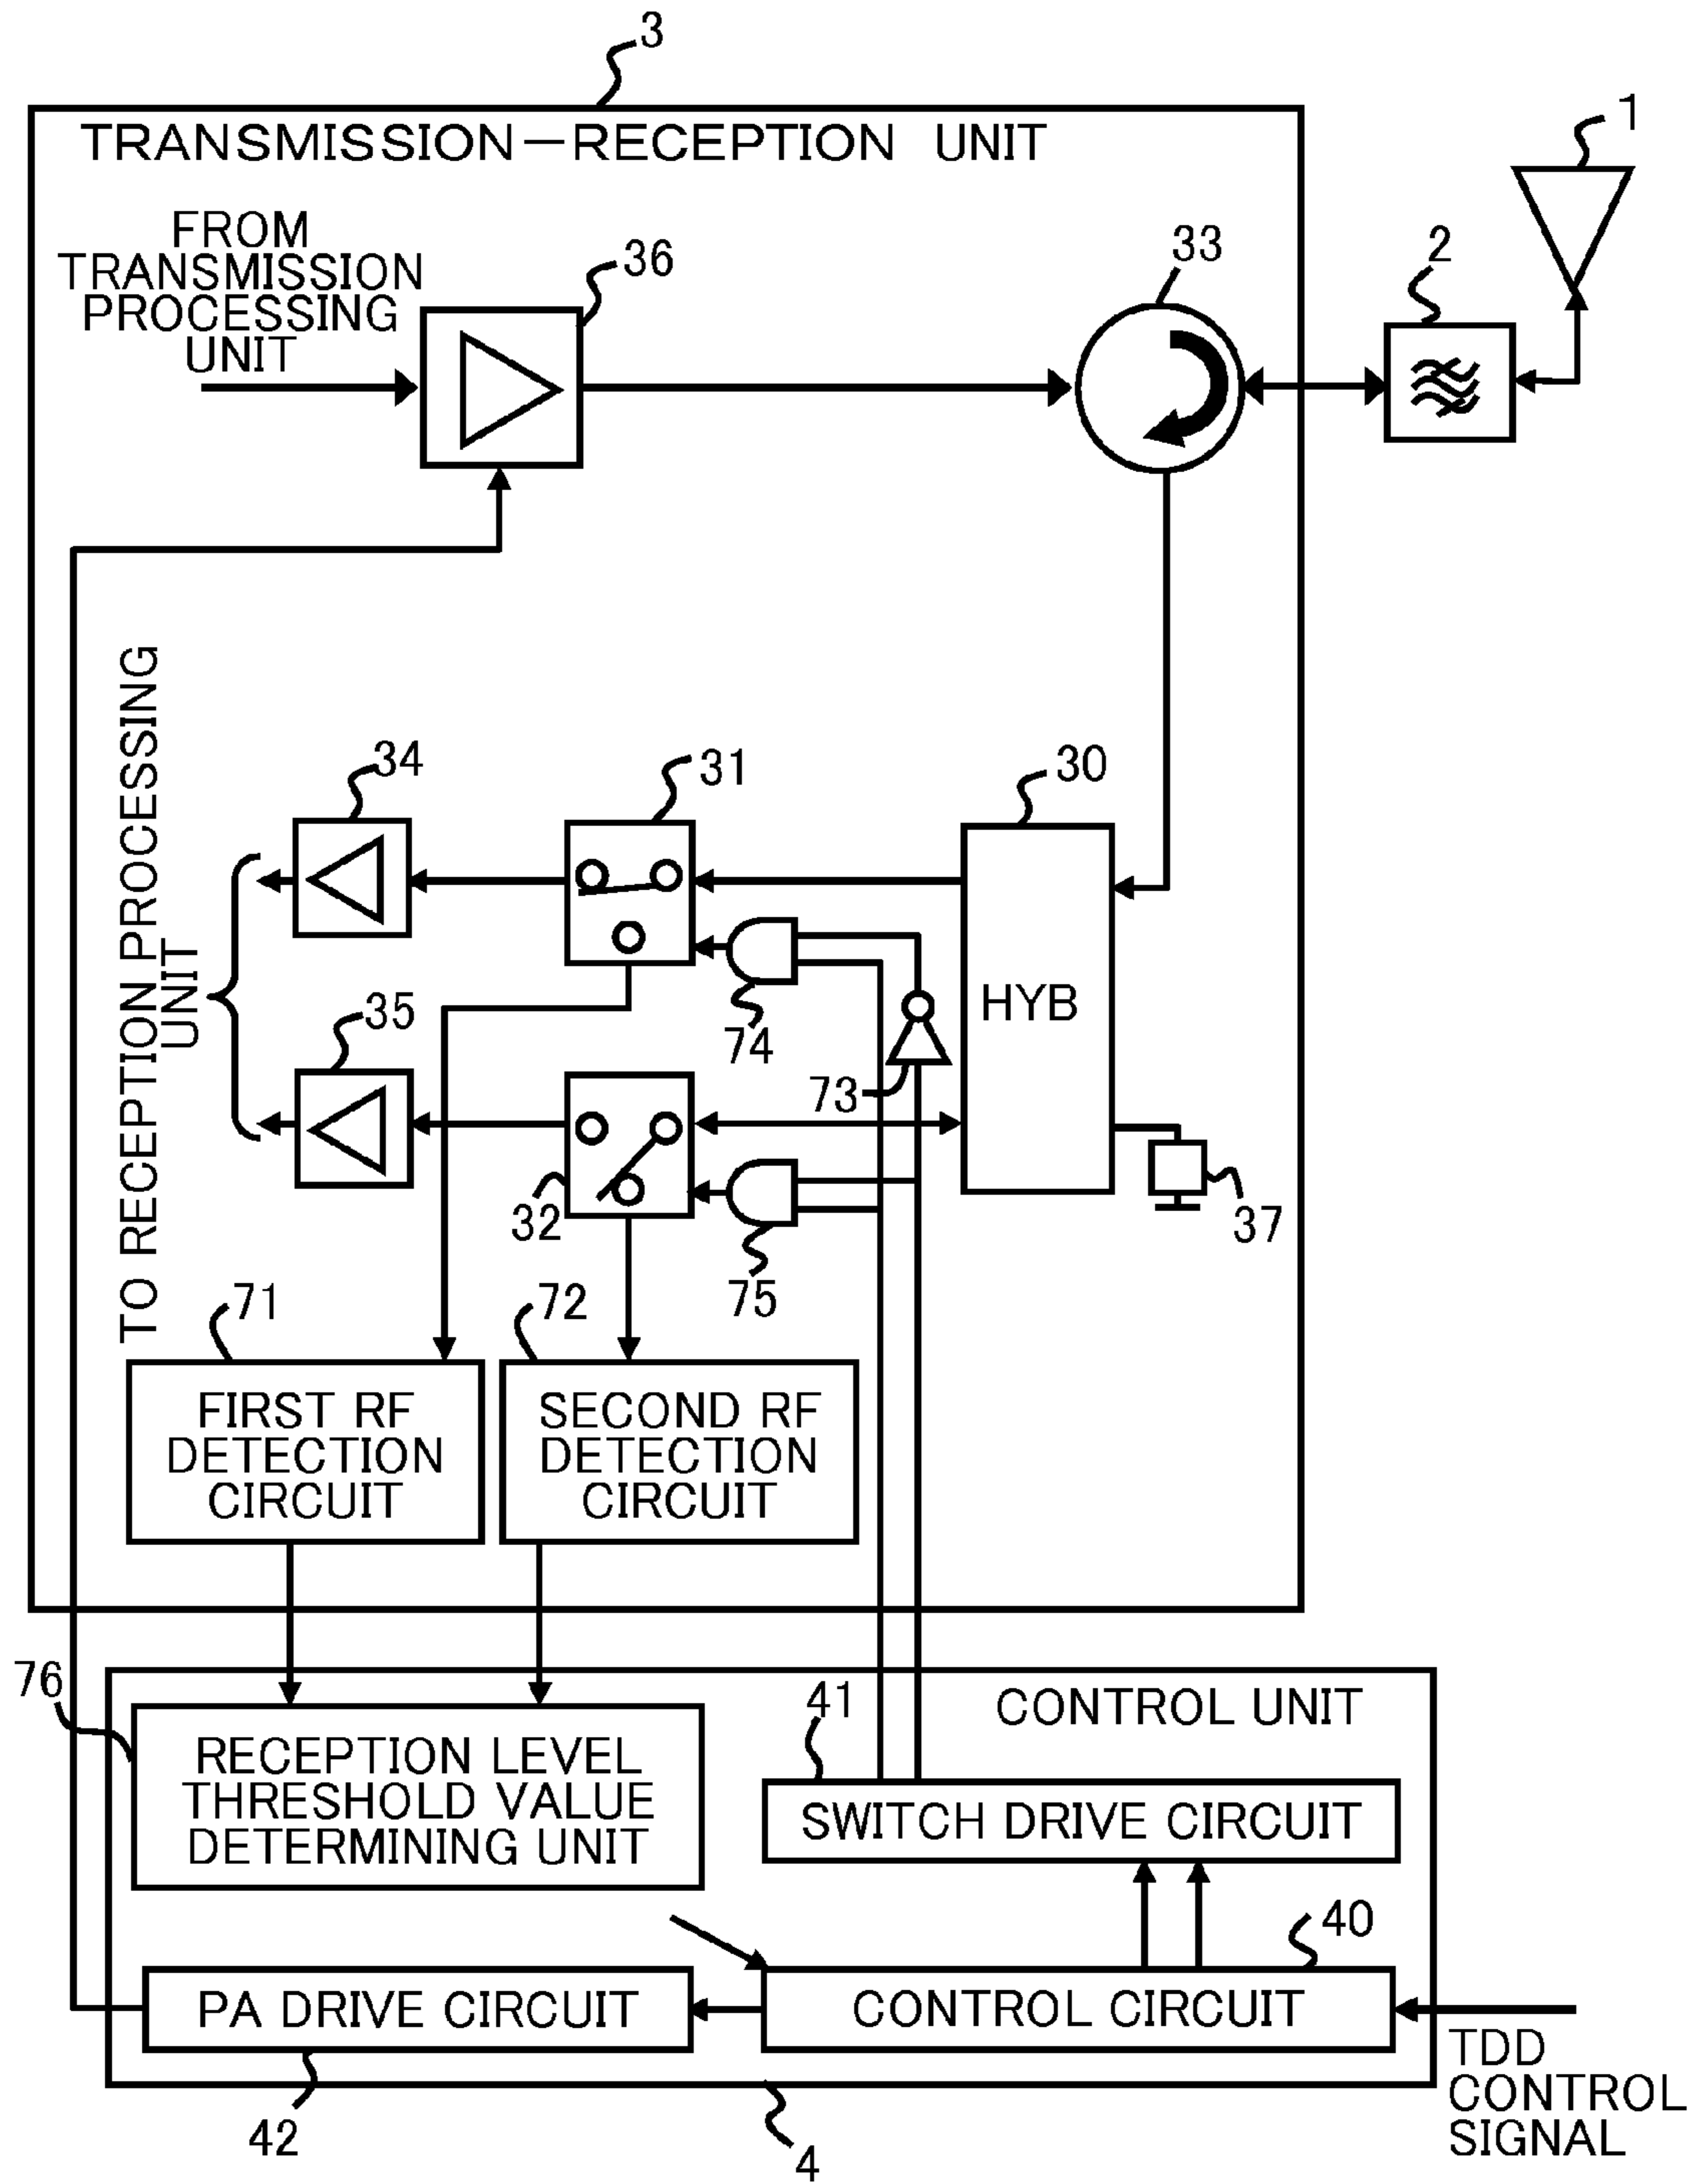 3
TRANSMISSION-RECEPTION UNIT
1
FROM
TRANSMISSION
PROCESSING
UNIT
36
33
2
TO RECEPTION PROCESSING
UNIT
34
31
30
HYB
74
35
73
32
75
37
71
72
FIRST RF
DETECTION
CIRCUIT
SECOND RF
DETECTION
CIRCUIT
76
41
CONTROL UNIT
RECEPTION LEVEL
THRESHOLD VALUE
DETERMINING UNIT
SWITCH DRIVE CIRCUIT
40
PA DRIVE CIRCUIT
CONTROL CIRCUIT
TDD
CONTROL
SIGNAL
42
4